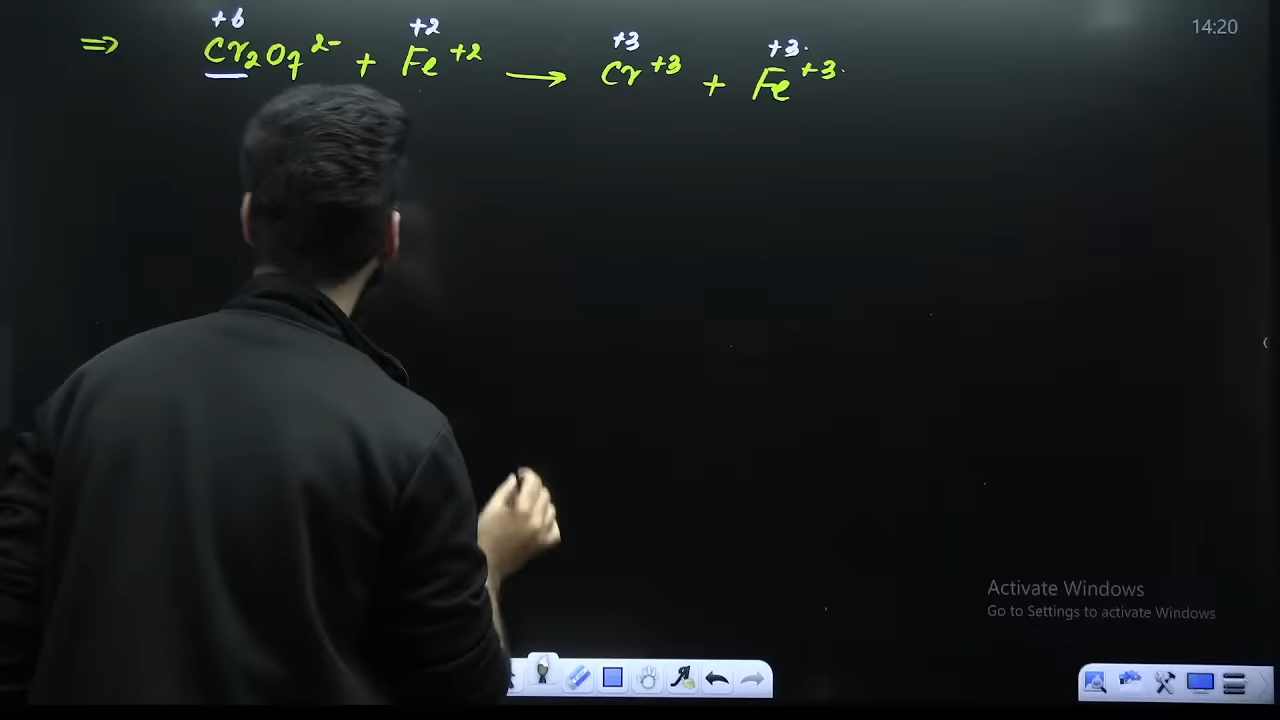 14:20
+6 +2 +3 +3.
⇒ Cr₂O₇²⁻ + Fe⁺² ⟶ Cr⁺³ + Fe⁺³.
Activate Windows
Go to Settings to activate Windows